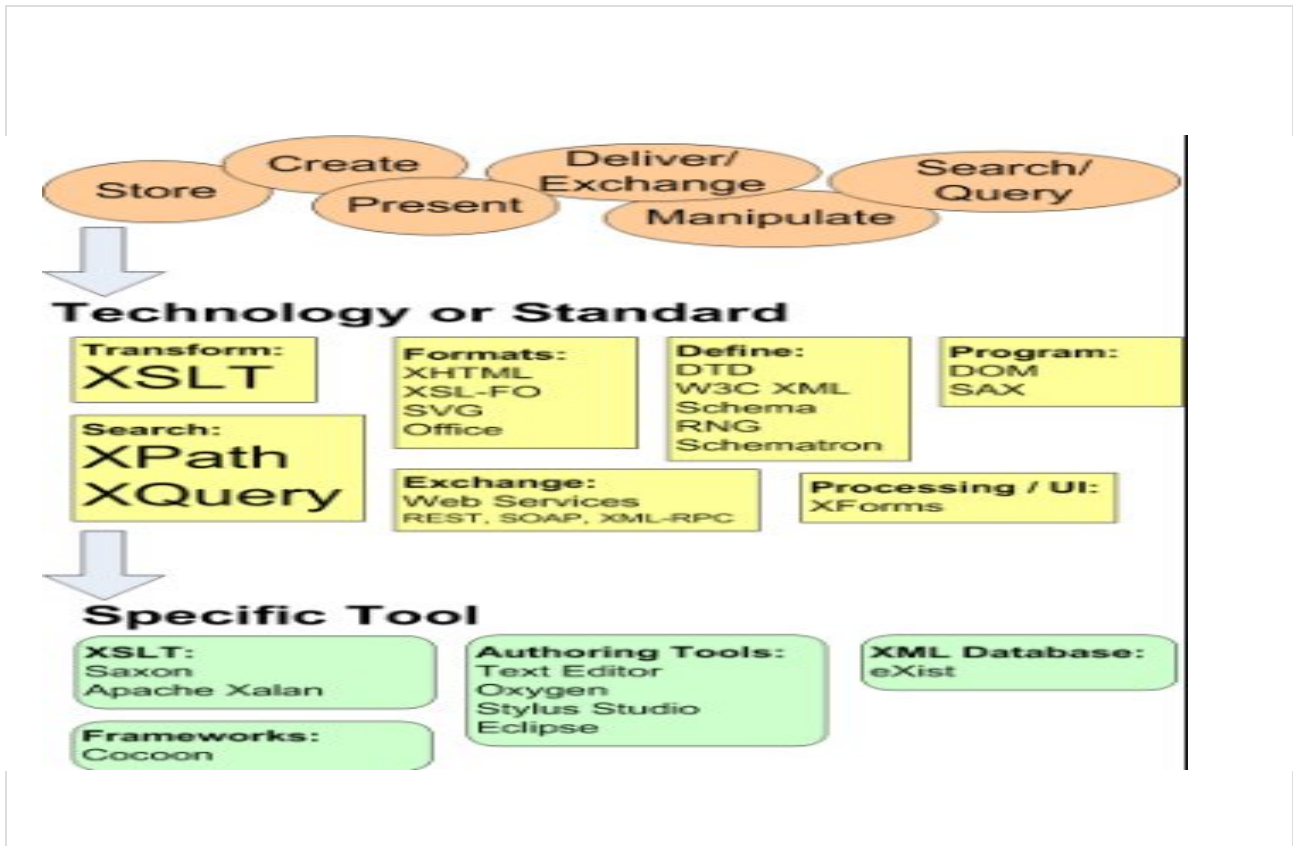 Store
Create
Present
Deliver/
Exchange
Manipulate
Search/
Query
Technology or Standard
Transform:
XSLT
Search:
XPath
XQuery
Formats:
XHTML
XSL-FO
SVG
Office
Define:
DTD
W3C XML
Schema
RNG
Schematron
Program:
DOM
SAX
Exchange:
Web Services
REST, SOAP, XML-RPC
Processing / UI:
XForms
Specific Tool
XSLT:
Saxon
Apache Xalan
Frameworks:
Cocoon
Authoring Tools:
Text Editor
Oxygen
Stylus Studio
Eclipse
XML Database:
eXist